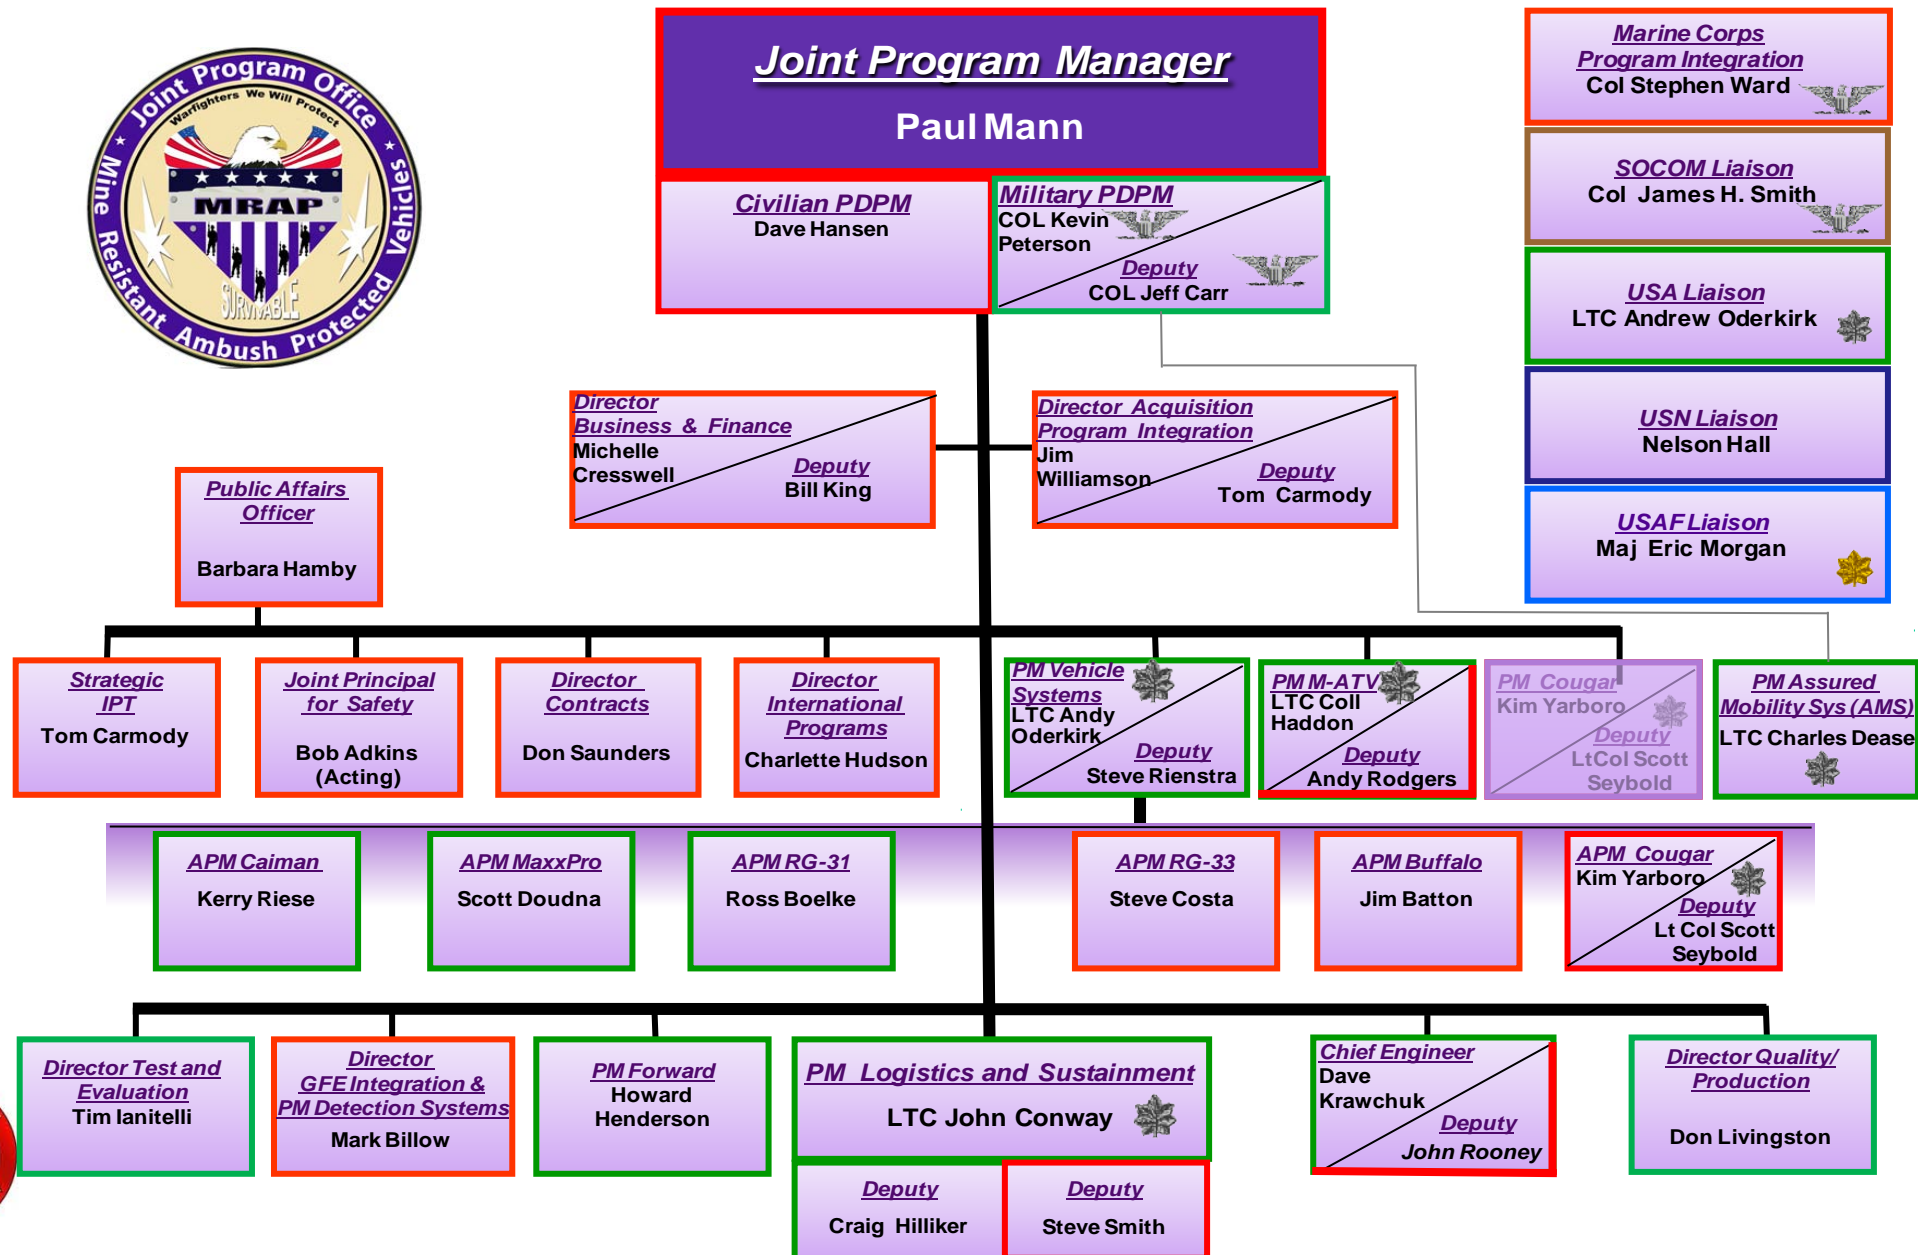 Joint Program Office
Mine Resistant Ambush Protected Vehicles
Warfighters We Will Protect
MRAP
SURVIVABLE
Joint Program Manager
Paul Mann
Civilian PDPM
Dave Hansen
Military PDPM
COL Kevin
Peterson
Deputy
COL Jeff Carr
Marine Corps
Program Integration
Col Stephen Ward
SOCOM Liaison
Col James H. Smith
USA Liaison
LTC Andrew Oderkirk
USN Liaison
Nelson Hall
USAF Liaison
Maj Eric Morgan
Director
Business & Finance
Michelle
Cresswell
Deputy
Bill King
Director Acquisition
Program Integration
Jim
Williamson
Deputy
Tom Carmody
Public Affairs
Officer
Barbara Hamby
Strategic
IPT
Tom Carmody
Joint Principal
for Safety
Bob Adkins
(Acting)
Director
Contracts
Don Saunders
Director
International
Programs
Charlette Hudson
PM Vehicle
Systems
LTC Andy
Oderkirk
Deputy
Steve Rienstra
PM M-ATV
LTC Coll
Haddon
Deputy
Andy Rodgers
PM Cougar
Kim Yarboro
Deputy
LtCol Scott
Seybold
PM Assured
Mobility Sys (AMS)
LTC Charles Dease
APM Caiman
Kerry Riese
APM MaxxPro
Scott Doudna
APM RG-31
Ross Boelke
APM RG-33
Steve Costa
APM Buffalo
Jim Batton
APM Cougar
Kim Yarboro
Deputy
Lt Col Scott
Seybold
Director Test and
Evaluation
Tim Ianitelli
Director
GFE Integration &
PM Detection Systems
Mark Billow
PM Forward
Howard
Henderson
PM Logistics and Sustainment
LTC John Conway
Deputy
Craig Hilliker
Deputy
Steve Smith
Chief Engineer
Dave
Krawchuk
Deputy
John Rooney
Director Quality/
Production
Don Livingston